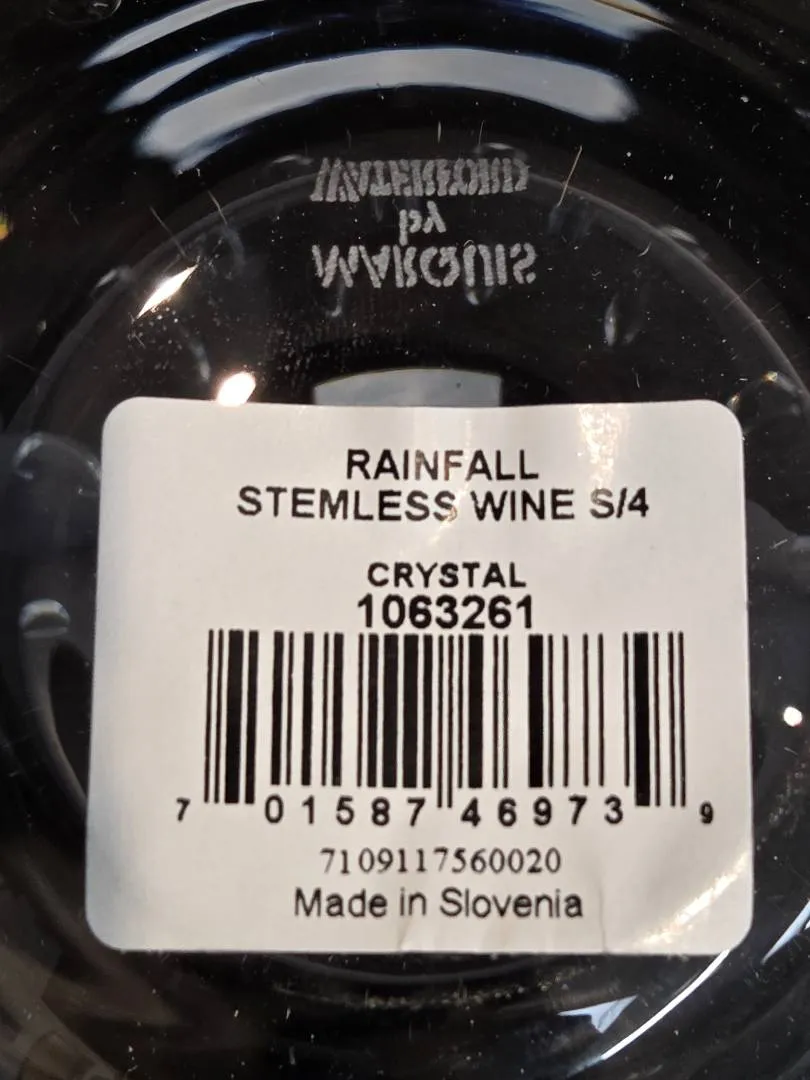 WATERFORD
by
MARQUIS
RAINFALL
STEMLESS WINE S/4
CRYSTAL
1063261
7 01587 46973 9
7109117560020
Made in Slovenia